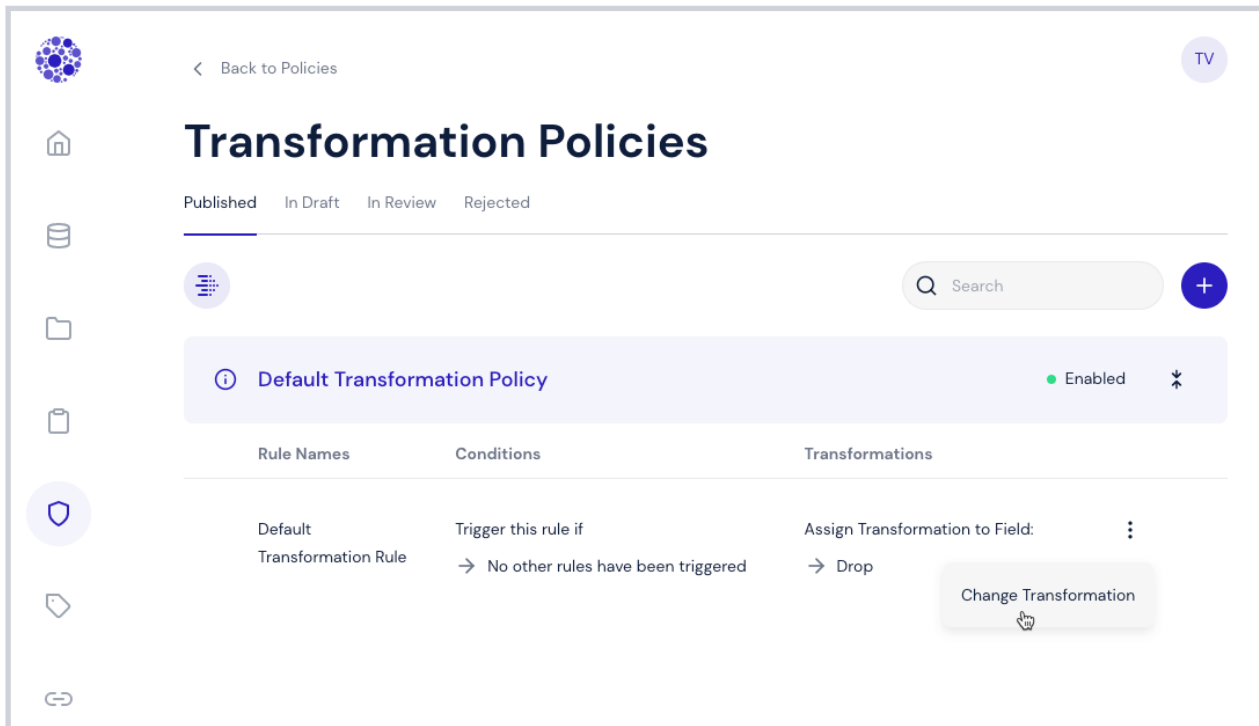 TV
Back to Policies
Transformation Policies
Published In Draft In Review Rejected
Search
Default Transformation Policy Enabled
Rule Names Conditions Transformations
Default Trigger this rule if Assign Transformation to Field:
Transformation Rule → No other rules have been triggered → Drop
Change Transformation